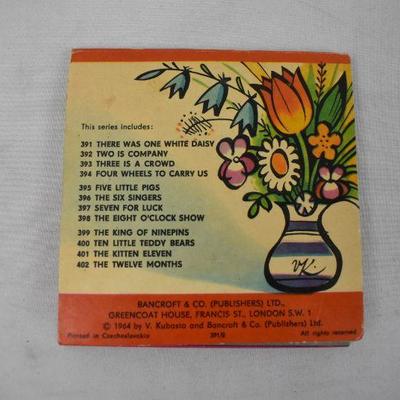 This series includes:
391 THERE WAS ONE WHITE DAISY
392 TWO IS COMPANY
393 THREE IS A CROWD
394 FOUR WHEELS TO CARRY US
395 FIVE LITTLE PIGS
396 THE SIX SINGERS
397 SEVEN FOR LUCK
398 THE EIGHT O'CLOCK SHOW
399 THE KING OF NINEPINS
400 TEN LITTLE TEDDY BEARS
401 THE KITTEN ELEVEN
402 THE TWELVE MONTHS
VK.
BANCROFT & CO. (PUBLISHERS) LTD.,
GREENCOAT HOUSE, FRANCIS ST., LONDON S.W. 1
© 1964 by V. Kubasta and Bancroft & Co. (Publishers) Ltd.
Printed in Czechoslovakia All rights reserved